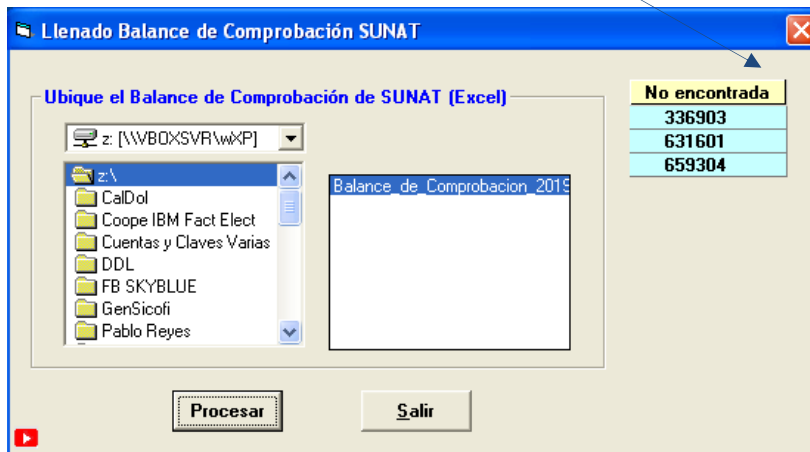 Llenado Balance de Comprobación SUNAT
Ubique el Balance de Comprobación de SUNAT (Excel)
z: [\\VBOXSVR\wXP]
z:\
CalDol
Coope IBM Fact Elect
Cuentas y Claves Varias
DDL
FB SKYBLUE
GenSicofi
Pablo Reyes
Balance_de_Comprobacion_2019
No encontrada
336903
631601
659304
Procesar
Salir